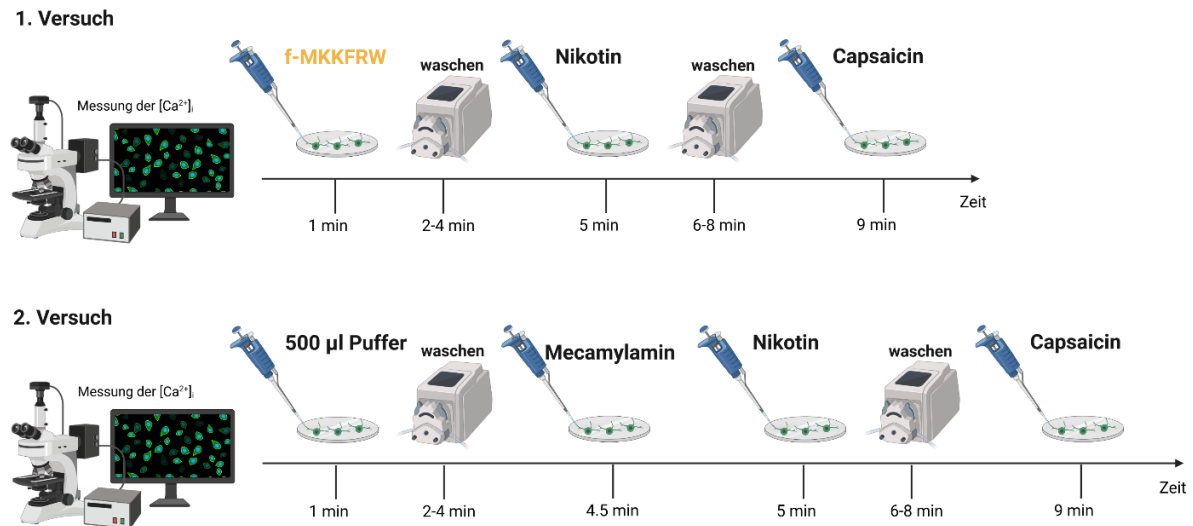 1. Versuch
f-MKKFRW
waschen
Nikotin
waschen
Capsaicin
Messung der [Ca²⁺]ᵢ
Zeit
1 min
2-4 min
5 min
6-8 min
9 min
2. Versuch
500 µl Puffer
waschen
Mecamylamin
Nikotin
waschen
Capsaicin
Messung der [Ca²⁺]ᵢ
Zeit
1 min
2-4 min
4.5 min
5 min
6-8 min
9 min